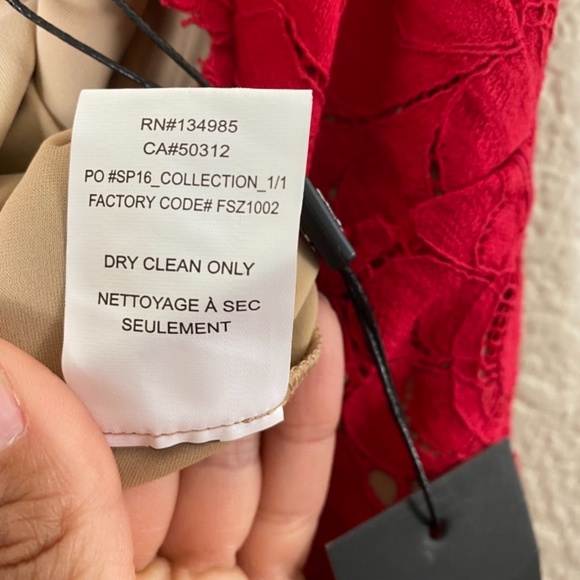 RN#134985
CA#50312
PO #SP16_COLLECTION_1/1
FACTORY CODE# FSZ1002
DRY CLEAN ONLY
NETTOYAGE À SEC
SEULEMENT